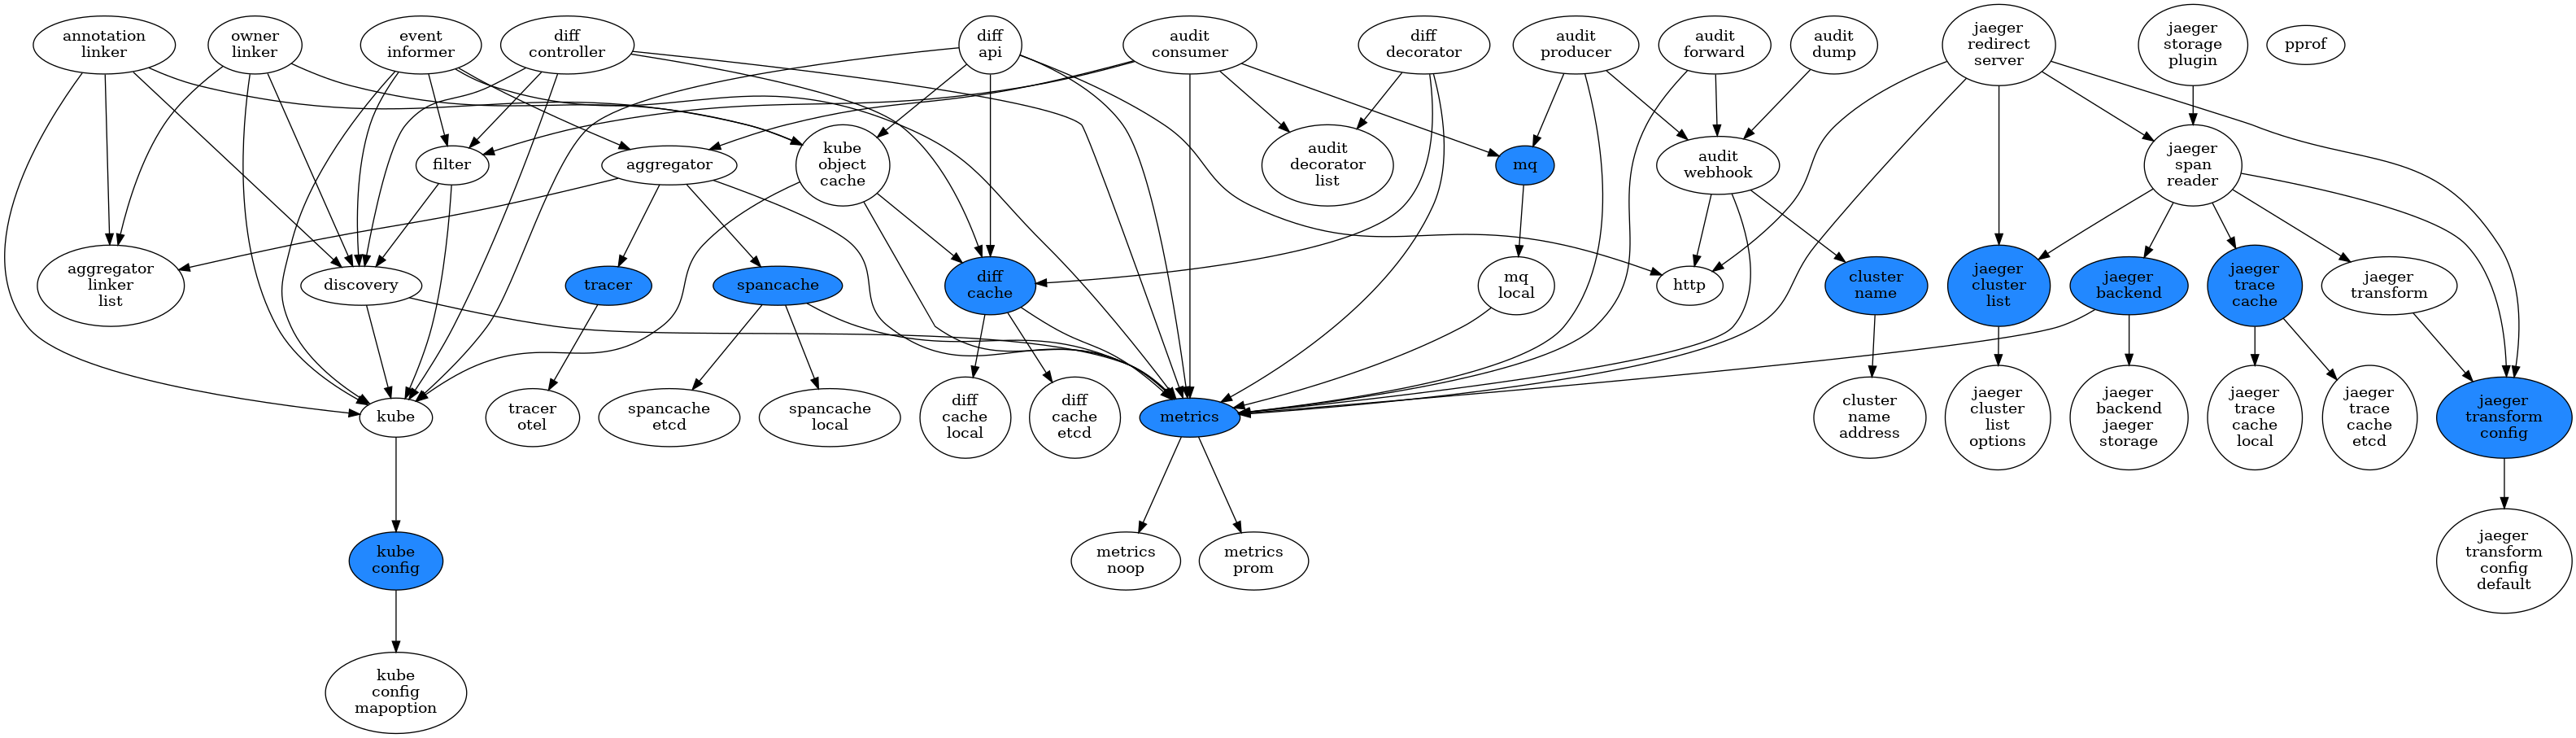 annotation
linker
owner
linker
event
informer
diff
controller
diff
api
audit
consumer
diff
decorator
audit
producer
audit
forward
audit
dump
jaeger
redirect
server
jaeger
storage
plugin
pprof
filter
aggregator
kube
object
cache
audit
decorator
list
mq
audit
webhook
jaeger
span
reader
aggregator
linker
list
discovery
tracer
spancache
diff
cache
mq
local
http
cluster
name
jaeger
cluster
list
jaeger
backend
jaeger
trace
cache
jaeger
transform
kube
tracer
otel
spancache
etcd
spancache
local
diff
cache
local
diff
cache
etcd
metrics
cluster
name
address
jaeger
cluster
list
options
jaeger
backend
jaeger
storage
jaeger
trace
cache
local
jaeger
trace
cache
etcd
jaeger
transform
config
kube
config
metrics
noop
metrics
prom
jaeger
transform
config
default
kube
config
mapoption